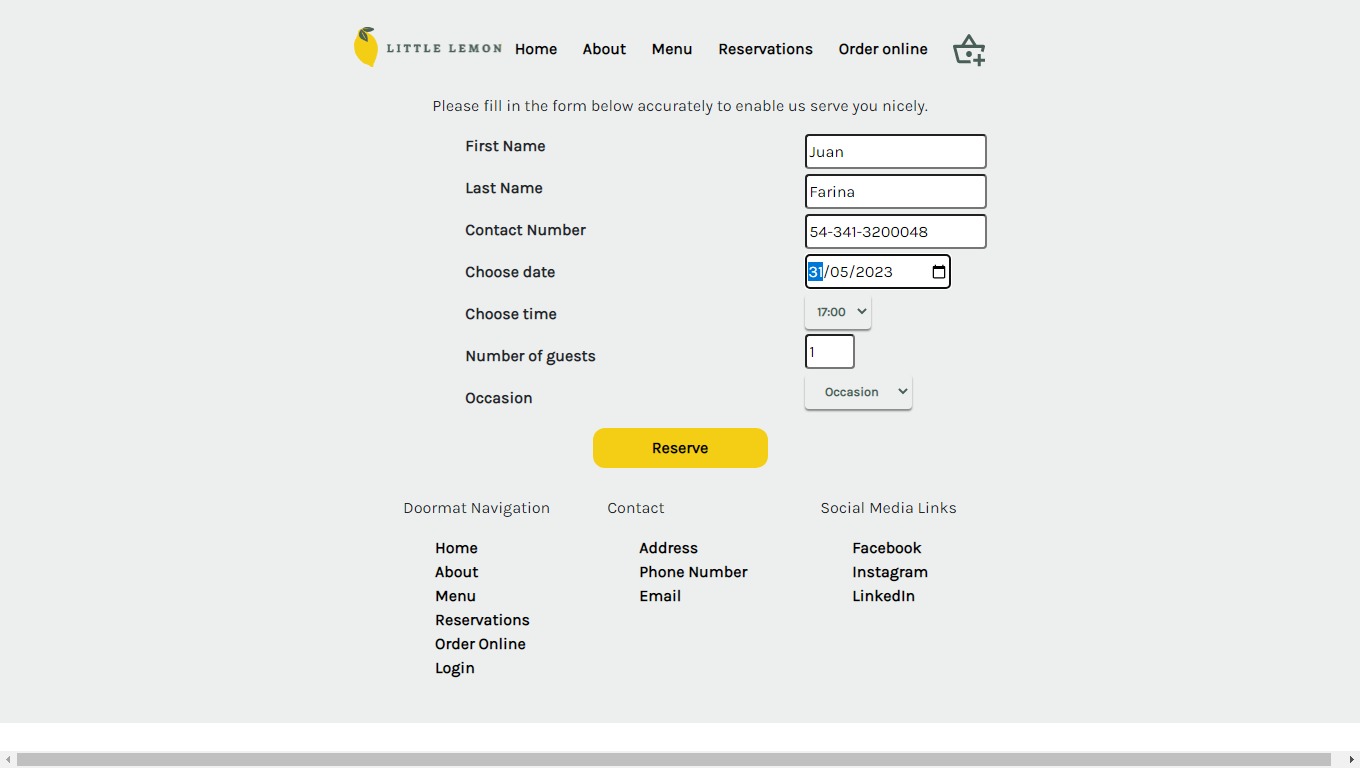 LITTLE LEMON Home About Menu Reservations Order online
Please fill in the form below accurately to enable us serve you nicely.
First Name Juan
Last Name Farina
Contact Number 54-341-3200048
Choose date 31/05/2023
Choose time 17:00
Number of guests 1
Occasion Occasion
Reserve
Doormat Navigation Contact Social Media Links
Home Address Facebook
About Phone Number Instagram
Menu Email LinkedIn
Reservations
Order Online
Login